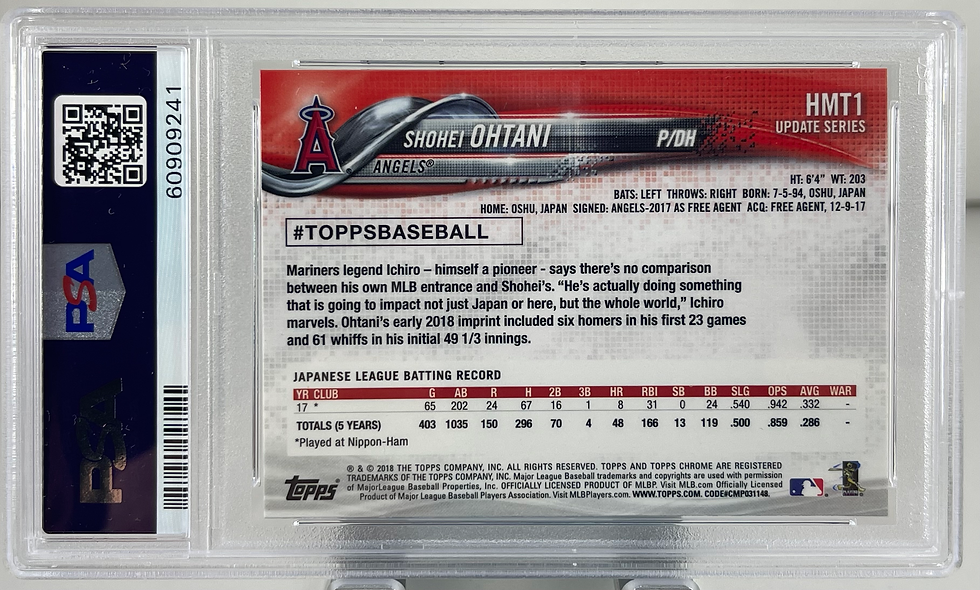 60909241
PSA
PSA
HMT1
UPDATE SERIES
SHOHEI OHTANI P/DH
A
ANGELS®
HT: 6'4" WT: 203
BATS: LEFT THROWS: RIGHT BORN: 7-5-94, OSHU, JAPAN
HOME: OSHU, JAPAN SIGNED: ANGELS-2017 AS FREE AGENT ACQ: FREE AGENT, 12-9-17
#TOPPSBASEBALL
Mariners legend Ichiro – himself a pioneer - says there's no comparison
between his own MLB entrance and Shohei's. “He's actually doing something
that is going to impact not just Japan or here, but the whole world,” Ichiro
marvels. Ohtani's early 2018 imprint included six homers in his first 23 games
and 61 whiffs in his initial 49 1/3 innings.
JAPANESE LEAGUE BATTING RECORD
YR CLUB G AB R H 2B 3B HR RBI SB BB SLG OPS AVG WAR
17 * 65 202 24 67 16 1 8 31 0 24 .540 .942 .332 -
TOTALS (5 YEARS) 403 1035 150 296 70 4 48 166 13 119 .500 .859 .286 -
*Played at Nippon-Ham
® & © 2018 THE TOPPS COMPANY, INC. ALL RIGHTS RESERVED. TOPPS AND TOPPS CHROME ARE REGISTERED
TRADEMARKS OF THE TOPPS COMPANY, INC. Major League Baseball trademarks and copyrights are used with permission
of Major League Baseball Properties, Inc. OFFICIALLY LICENSED PRODUCT OF MLBP. Visit MLB.com Officially Licensed
Product of Major League Baseball Players Association. Visit MLBPlayers.com. WWW.TOPPS.COM. CODE#CMP031148.
Topps